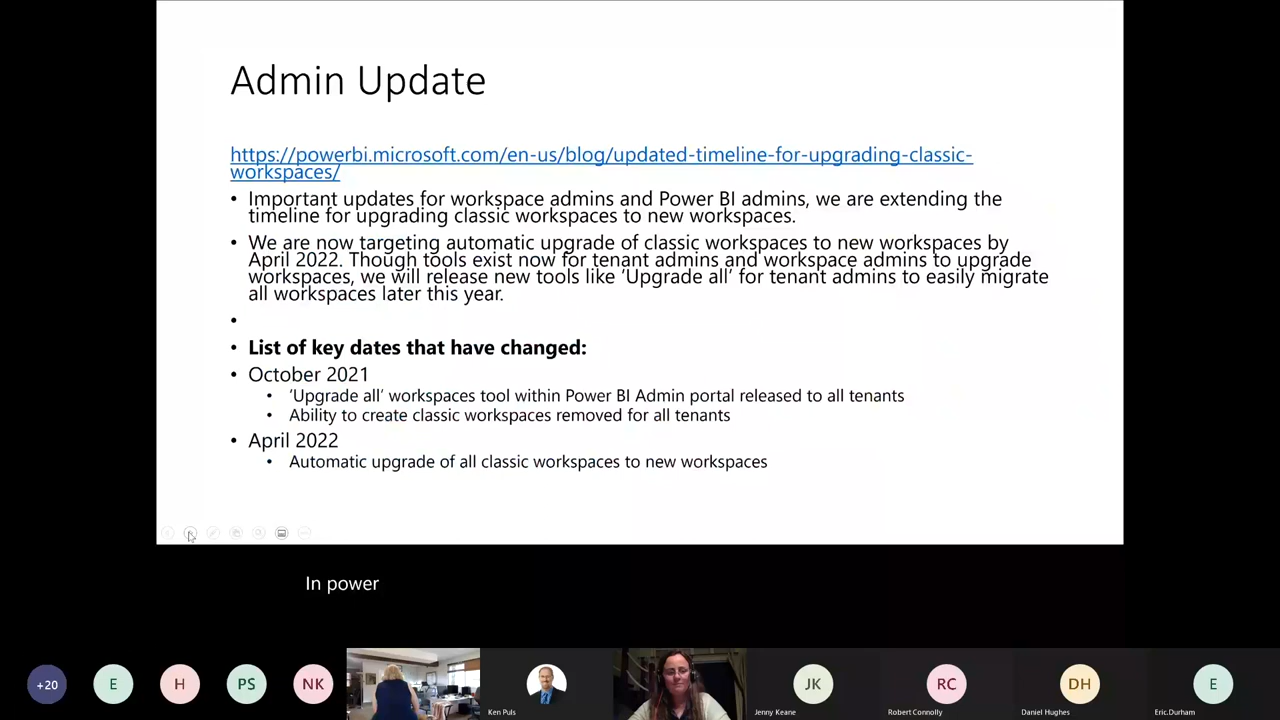 Admin Update
https://powerbi.microsoft.com/en-us/blog/updated-timeline-for-upgrading-classic-
workspaces/
• Important updates for workspace admins and Power BI admins, we are extending the
timeline for upgrading classic workspaces to new workspaces.
• We are now targeting automatic upgrade of classic workspaces to new workspaces by
April 2022. Though tools exist now for tenant admins and workspace admins to upgrade
workspaces, we will release new tools like ‘Upgrade all’ for tenant admins to easily migrate
all workspaces later this year.
•
• List of key dates that have changed:
• October 2021
• ‘Upgrade all’ workspaces tool within Power BI Admin portal released to all tenants
• Ability to create classic workspaces removed for all tenants
• April 2022
• Automatic upgrade of all classic workspaces to new workspaces
In power
+20 E H PS NK JK RC DH E
Ken Puls Jenny Keane Robert Connolly Daniel Hughes Eric.Durham